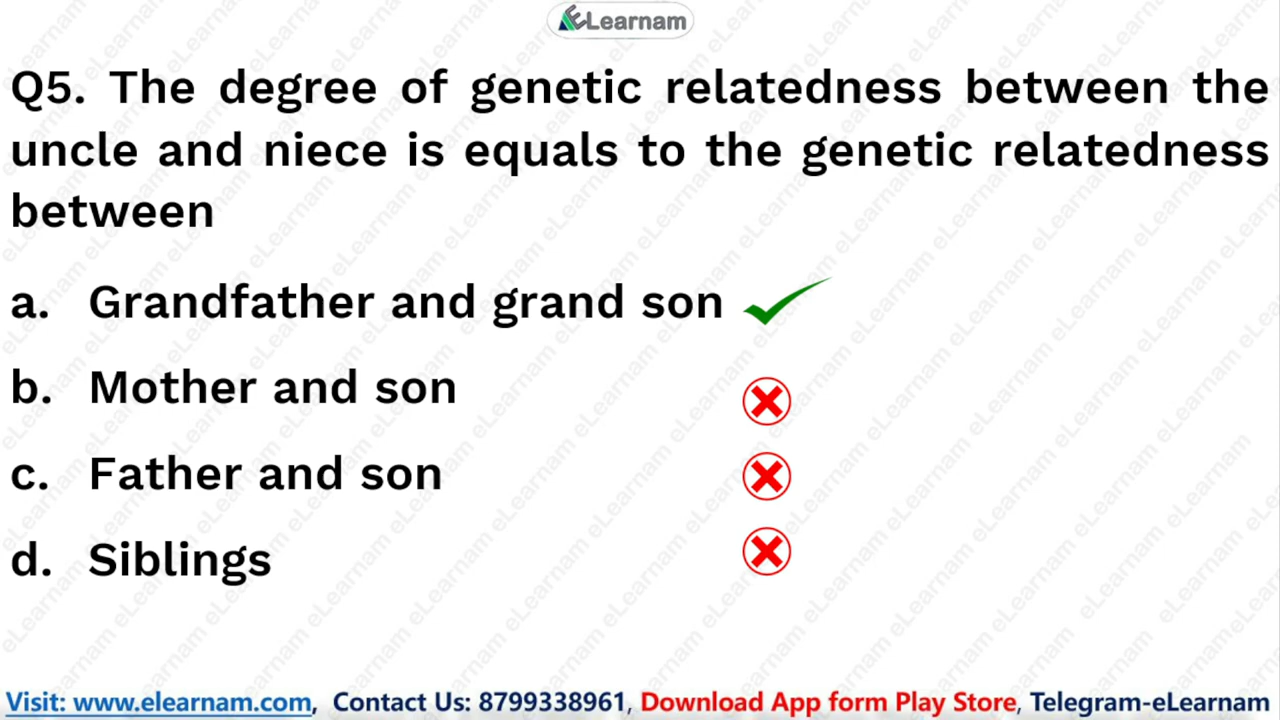 ELearnam
Q5. The degree of genetic relatedness between the
uncle and niece is equals to the genetic relatedness
between
a. Grandfather and grand son
b. Mother and son
c. Father and son
d. Siblings
Visit: www.elearnam.com, Contact Us: 8799338961, Download App form Play Store, Telegram-eLearnam